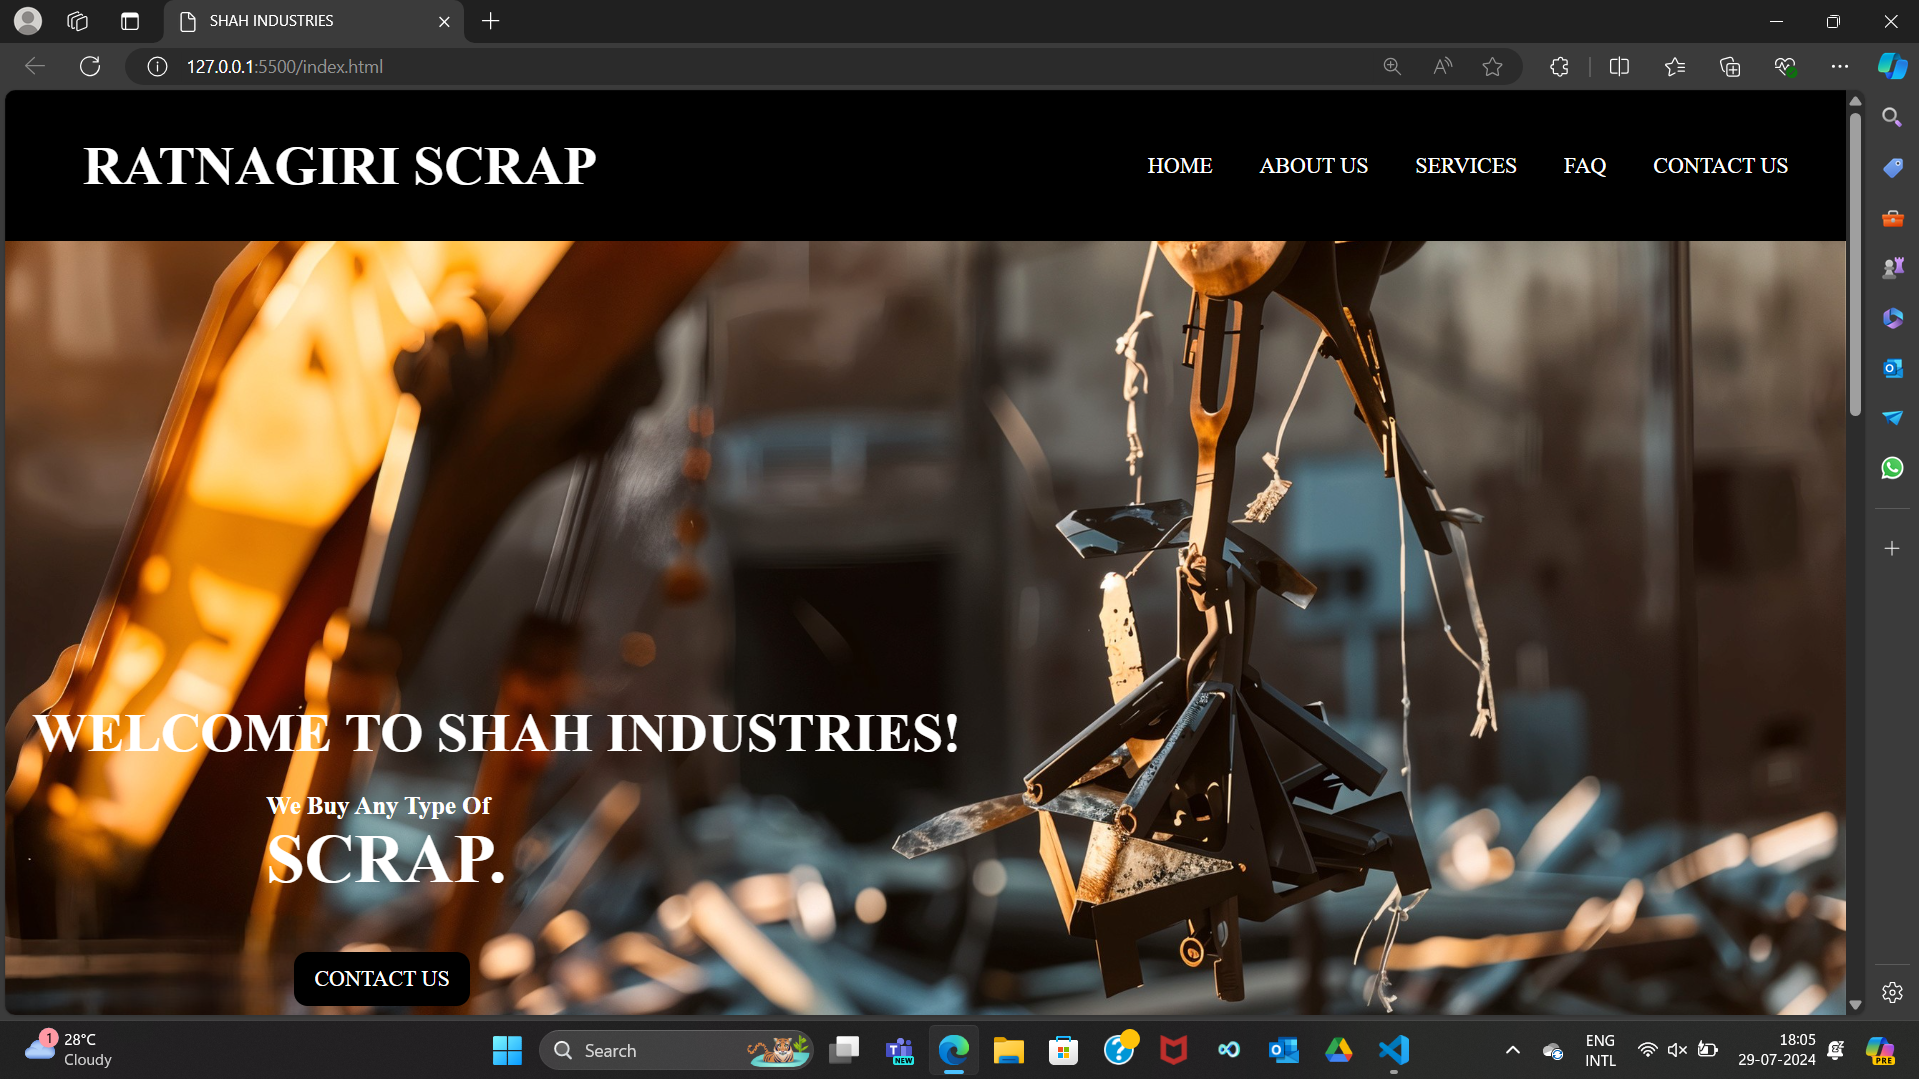 SHAH INDUSTRIES
127.0.0.1:5500/index.html
RATNAGIRI SCRAP
HOME
ABOUT US
SERVICES
FAQ
CONTACT US
WELCOME TO SHAH INDUSTRIES!
We Buy Any Type Of
SCRAP.
CONTACT US
1
28°C
Cloudy
Search
NEW
ENG
INTL
18:05
29-07-2024
PRE